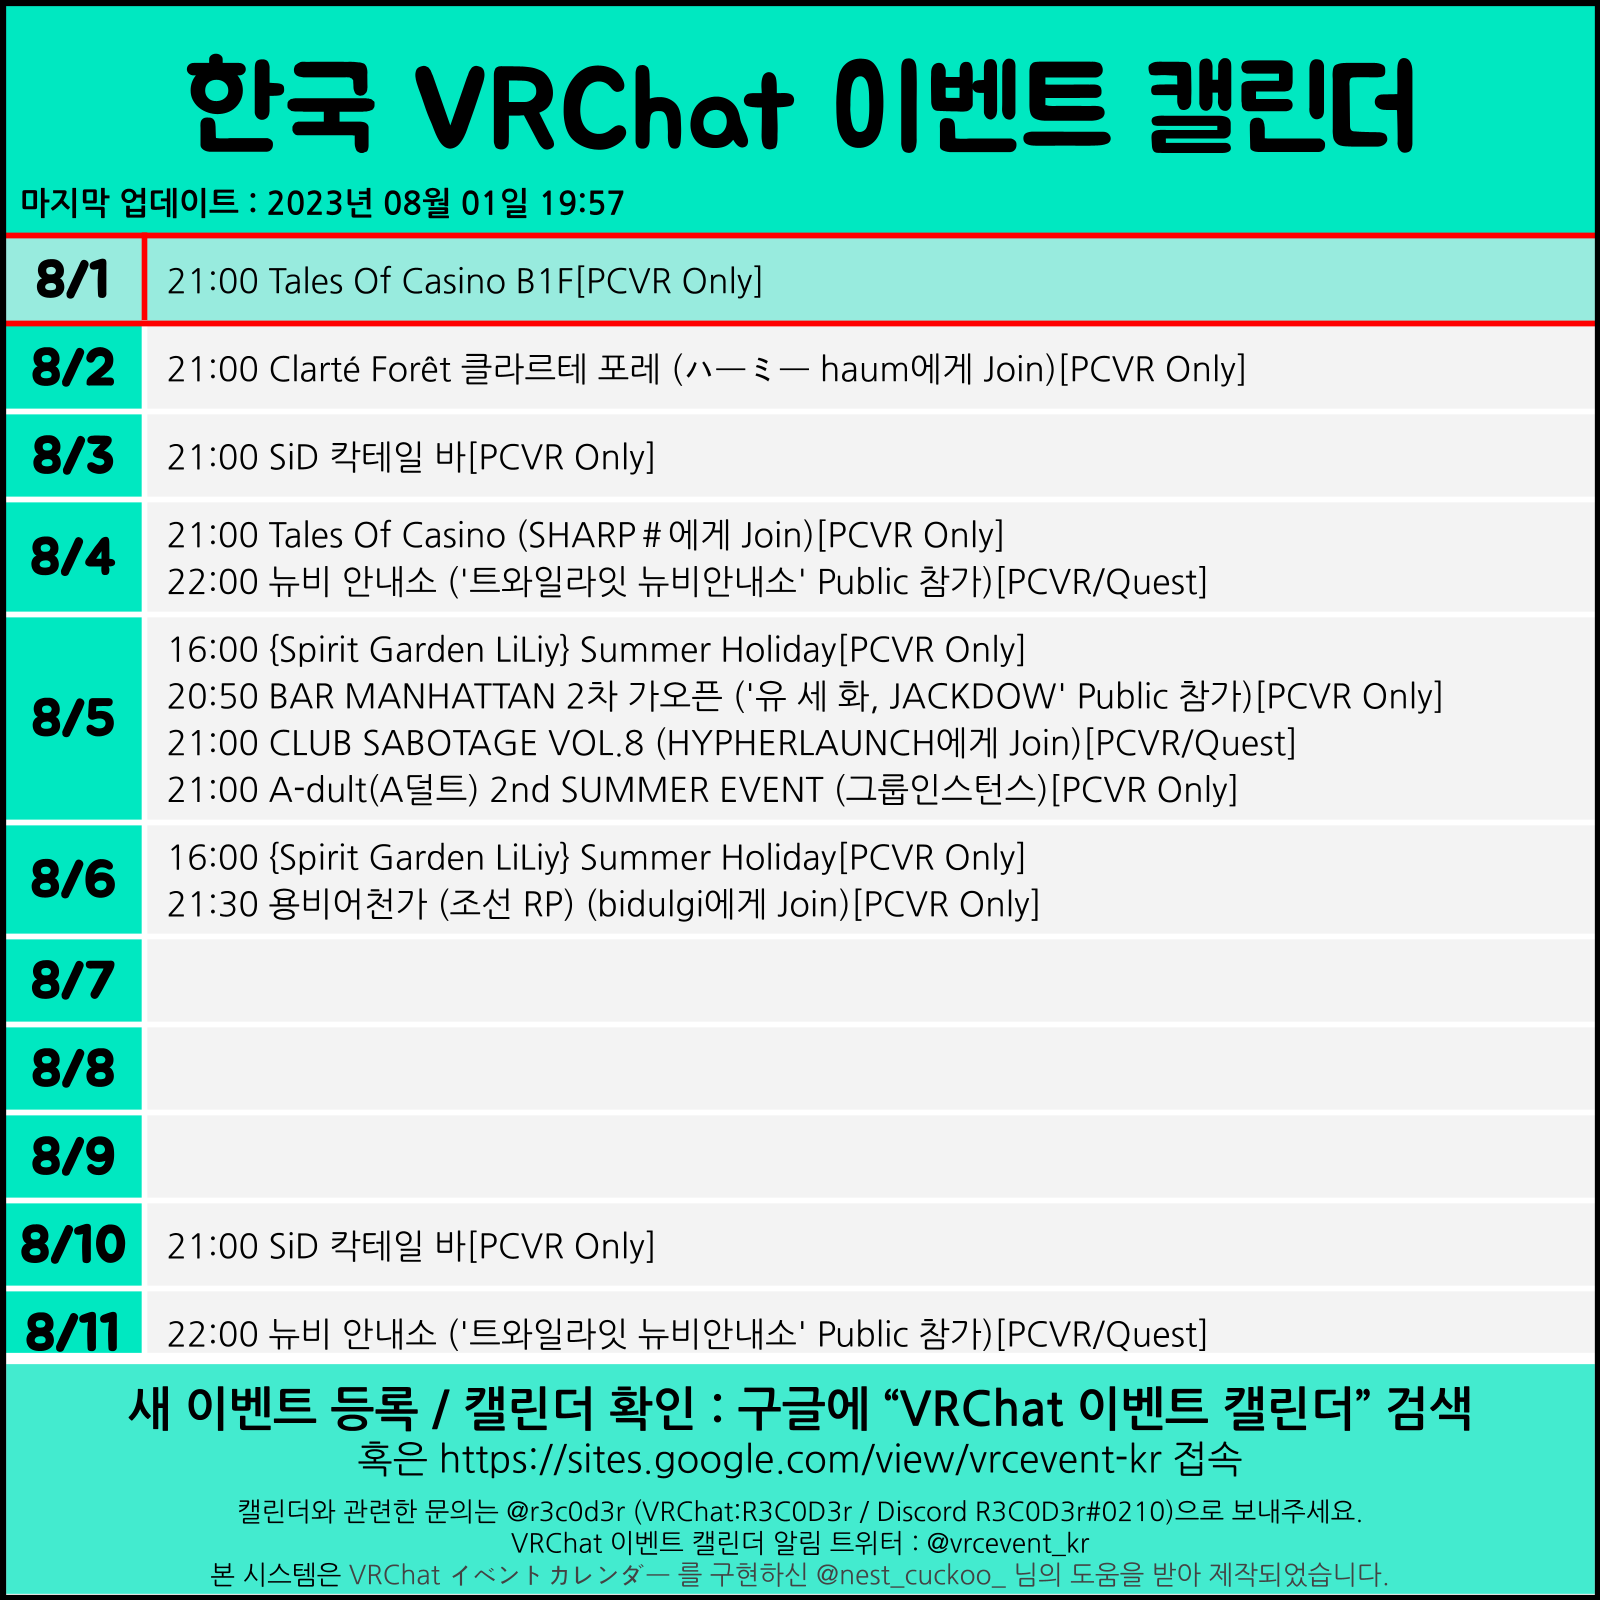 한국 VRChat 이벤트 캘린더
마지막 업데이트 : 2023년 08월 01일 19:57
8/1
21:00 Tales Of Casino B1F[PCVR Only]
8/2
21:00 Clarté Forêt 클라르테 포레 (ハーミー haum에게 Join)[PCVR Only]
8/3
21:00 SiD 칵테일 바[PCVR Only]
8/4
21:00 Tales Of Casino (SHARP＃에게 Join)[PCVR Only]
22:00 뉴비 안내소 ('트와일라잇 뉴비안내소' Public 참가)[PCVR/Quest]
8/5
16:00 {Spirit Garden LiLiy} Summer Holiday[PCVR Only]
20:50 BAR MANHATTAN 2차 가오픈 ('유 세 화, JACKDOW' Public 참가)[PCVR Only]
21:00 CLUB SABOTAGE VOL.8 (HYPHERLAUNCH에게 Join)[PCVR/Quest]
21:00 A-dult(A덜트) 2nd SUMMER EVENT (그룹인스턴스)[PCVR Only]
8/6
16:00 {Spirit Garden LiLiy} Summer Holiday[PCVR Only]
21:30 용비어천가 (조선 RP) (bidulgi에게 Join)[PCVR Only]
8/7
8/8
8/9
8/10
21:00 SiD 칵테일 바[PCVR Only]
8/11
22:00 뉴비 안내소 ('트와일라잇 뉴비안내소' Public 참가)[PCVR/Quest]
새 이벤트 등록 / 캘린더 확인 : 구글에 “VRChat 이벤트 캘린더” 검색
혹은 https://sites.google.com/view/vrcevent-kr 접속
캘린더와 관련한 문의는 @r3c0d3r (VRChat:R3C0D3r / Discord R3C0D3r#0210)으로 보내주세요.
VRChat 이벤트 캘린더 알림 트위터 : @vrcevent_kr
본 시스템은 VRChat イベントカレンダー 를 구현하신 @nest_cuckoo_ 님의 도움을 받아 제작되었습니다.